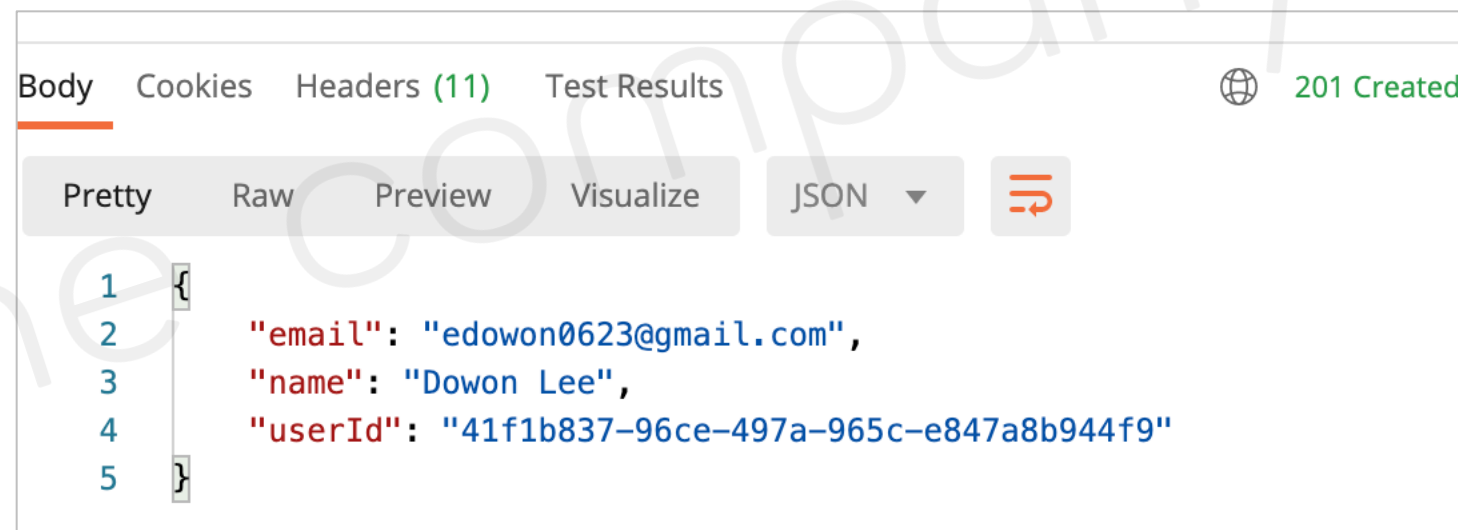 Body Cookies Headers (11) Test Results 201 Created
Pretty Raw Preview Visualize JSON
1 {
2 "email": "edowon0623@gmail.com",
3 "name": "Dowon Lee",
4 "userId": "41f1b837-96ce-497a-965c-e847a8b944f9"
5 }